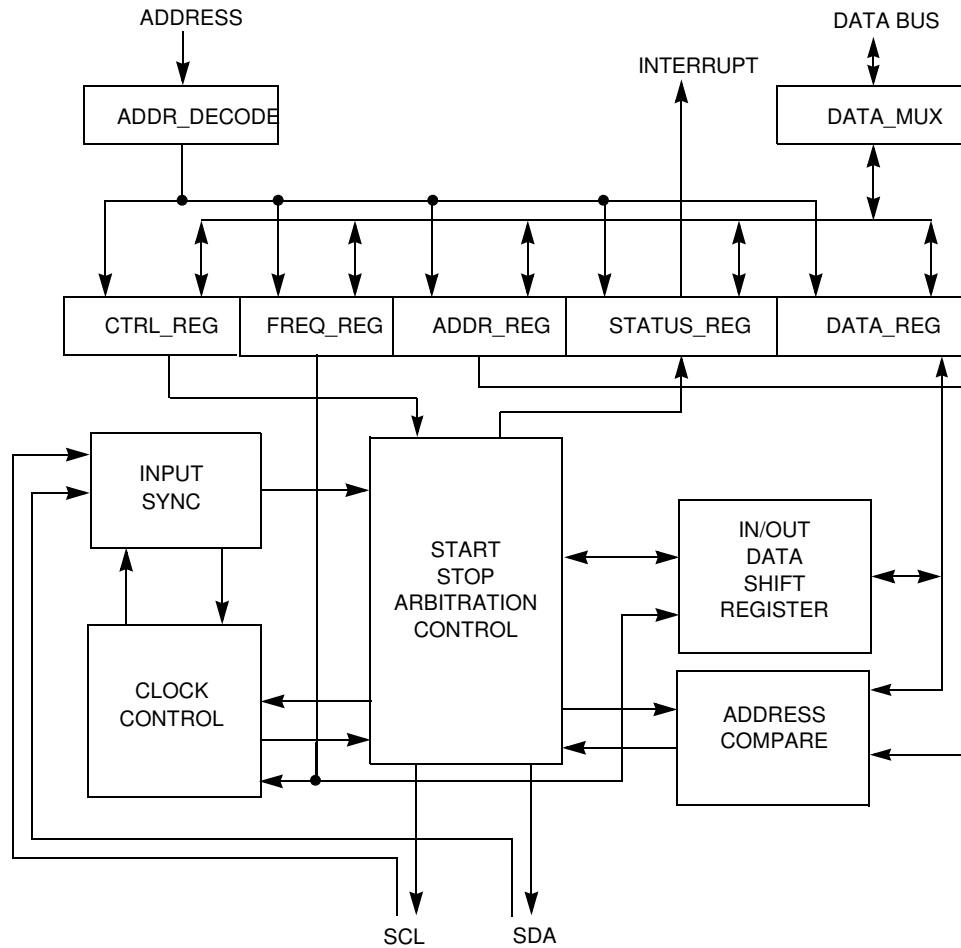 ADDRESS
DATA BUS
INTERRUPT
ADDR_DECODE
DATA_MUX
CTRL_REG
FREQ_REG
ADDR_REG
STATUS_REG
DATA_REG
INPUT
SYNC
START
STOP
ARBITRATION
CONTROL
IN/OUT
DATA
SHIFT
REGISTER
CLOCK
CONTROL
ADDRESS
COMPARE
SCL
SDA